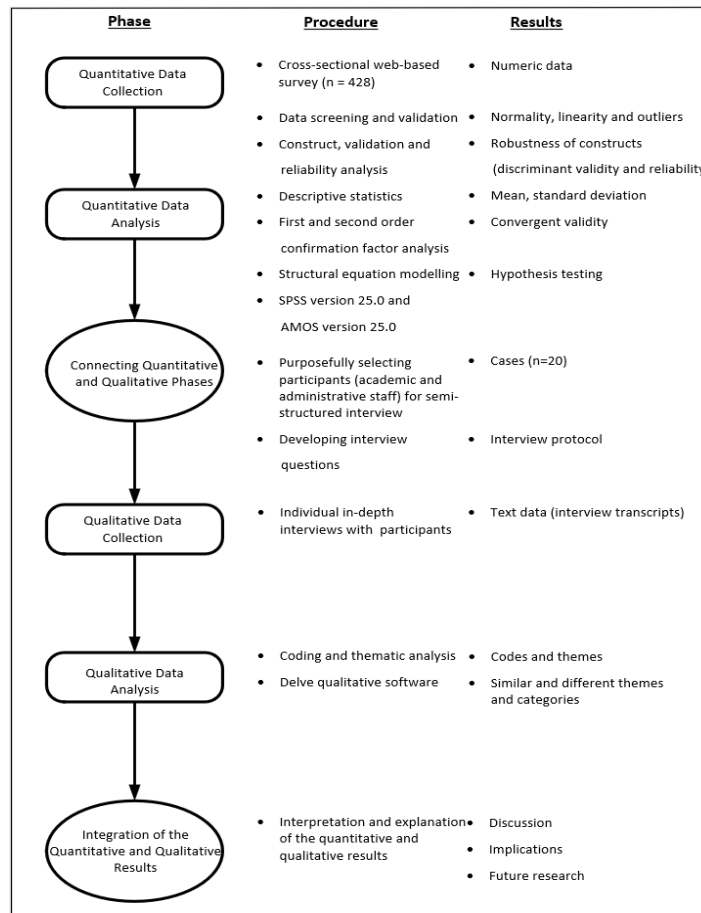 Phase
Procedure
Results
Quantitative Data
Collection
• Cross-sectional web-based
survey (n = 428)
• Numeric data
• Data screening and validation
• Construct, validation and
reliability analysis
• Normality, linearity and outliers
• Robustness of constructs
(discriminant validity and reliability
Quantitative Data
Analysis
• Descriptive statistics
• First and second order
confirmation factor analysis
• Structural equation modelling
• SPSS version 25.0 and
AMOS version 25.0
• Mean, standard deviation
• Convergent validity
• Hypothesis testing
Connecting Quantitative
and Qualitative Phases
• Purposefully selecting
participants (academic and
administrative staff) for semi-
structured interview
• Developing interview
questions
• Cases (n=20)
• Interview protocol
Qualitative Data
Collection
• Individual in-depth
interviews with participants
• Text data (interview transcripts)
Qualitative Data
Analysis
• Coding and thematic analysis
• Delve qualitative software
• Codes and themes
• Similar and different themes
and categories
Integration of the
Quantitative and Qualitative
Results
• Interpretation and explanation
of the quantitative and
qualitative results
• Discussion
• Implications
• Future research